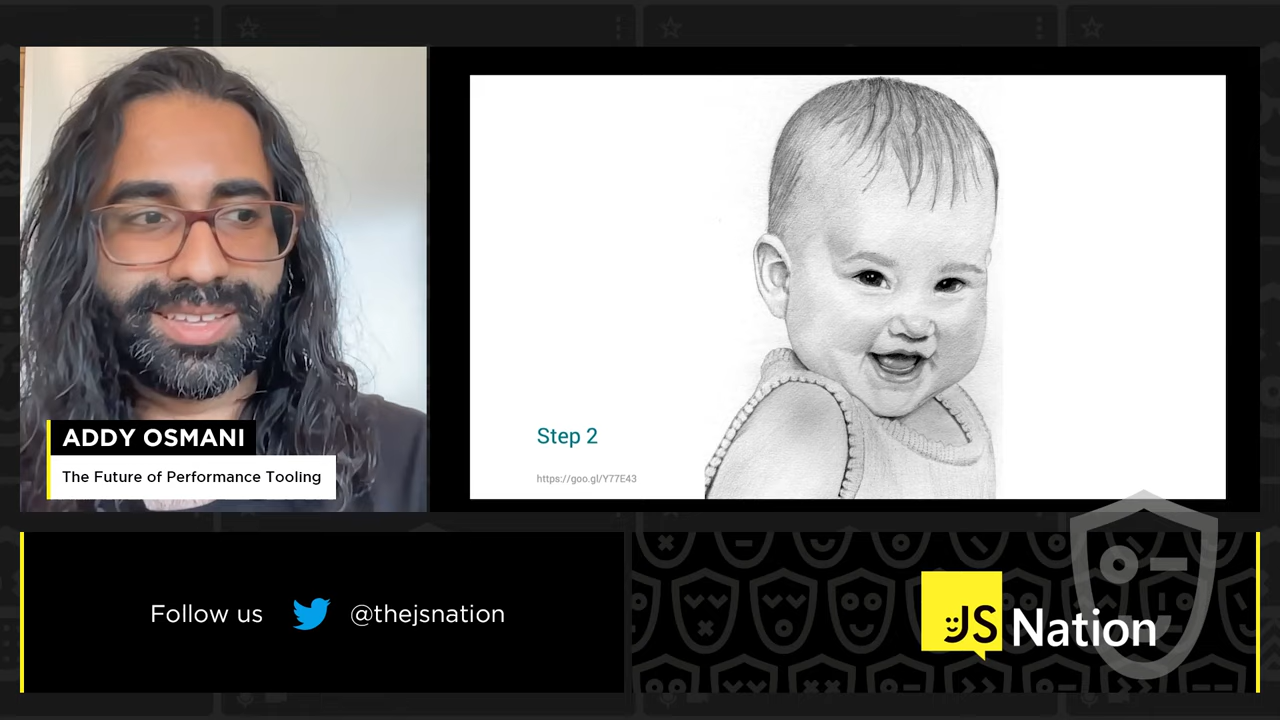 ADDY OSMANI
The Future of Performance Tooling
Step 2
https://goo.gl/Y77E43
Follow us
@thejsnation
JS Nation